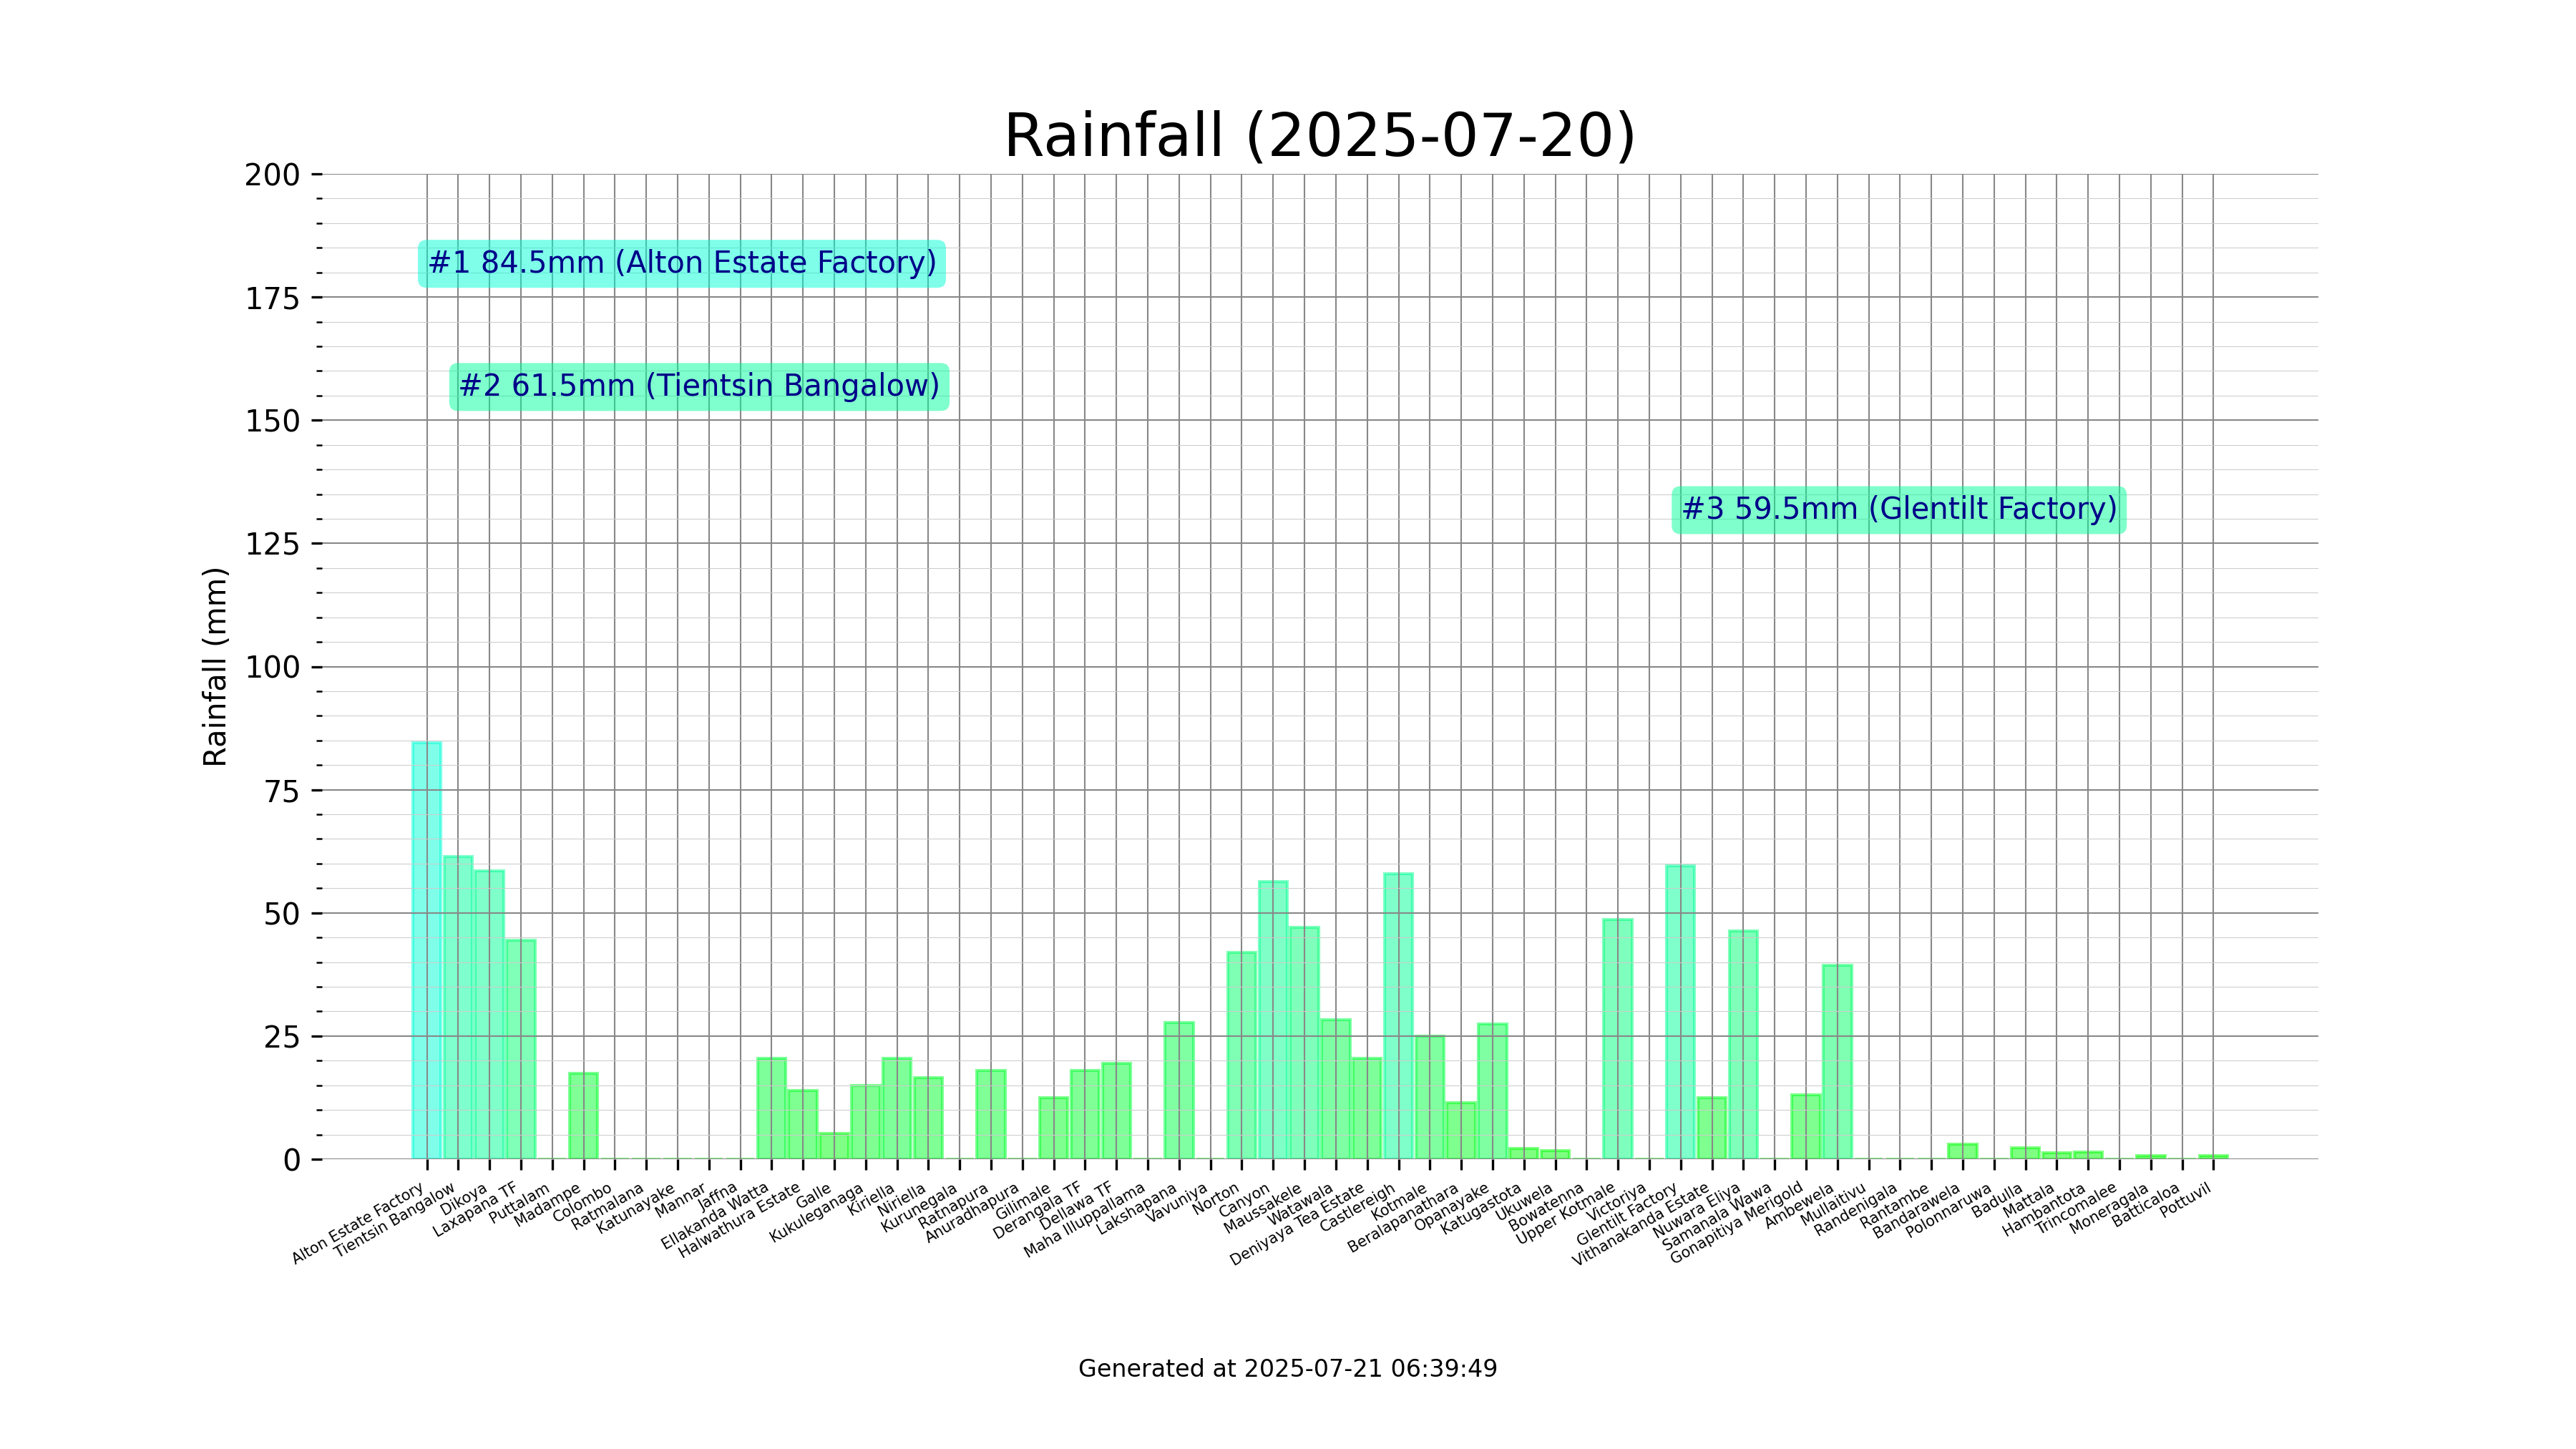 Rainfall (2025-07-20)
Rainfall (mm)
200
175
150
125
100
75
50
25
0
#1 84.5mm (Alton Estate Factory)
#2 61.5mm (Tientsin Bangalow)
#3 59.5mm (Glentilt Factory)
Alton Estate Factory
Tientsin Bangalow
Dikoya
Laxapana TF
Puttalam
Madampe
Colombo
Ratmalana
Katunayake
Mannar
Jaffna
Ellakanda Watta
Halwathura Estate
Galle
Kukuleganaga
Kiriella
Niriella
Kurunegala
Ratnapura
Anuradhapura
Gilimale
Derangala TF
Dellawa TF
Maha Illuppallama
Lakshapana
Vavuniya
Norton
Canyon
Maussakele
Watawala
Deniyaya Tea Estate
Castlereigh
Kotmale
Beralapanathara
Opanayake
Katugastota
Ukuwela
Bowatenna
Upper Kotmale
Victoriya
Glentilt Factory
Vithanakanda Estate
Nuwara Eliya
Samanala Wawa
Gonapitiya Merigold
Ambewela
Mullaitivu
Randenigala
Rantambe
Bandarawela
Polonnaruwa
Badulla
Mattala
Hambantota
Trincomalee
Moneragala
Batticaloa
Pottuvil
Generated at 2025-07-21 06:39:49